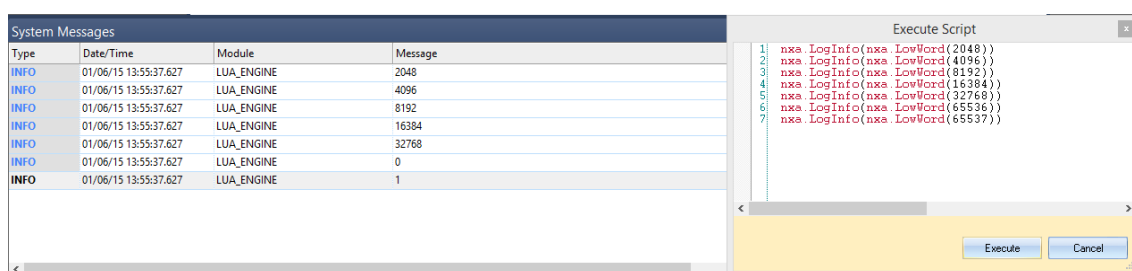 System Messages
Type Date/Time Module Message
INFO 01/06/15 13:55:37.627 LUA_ENGINE 2048
INFO 01/06/15 13:55:37.627 LUA_ENGINE 4096
INFO 01/06/15 13:55:37.627 LUA_ENGINE 8192
INFO 01/06/15 13:55:37.627 LUA_ENGINE 16384
INFO 01/06/15 13:55:37.627 LUA_ENGINE 32768
INFO 01/06/15 13:55:37.627 LUA_ENGINE 0
INFO 01/06/15 13:55:37.627 LUA_ENGINE 1
Execute Script x
1 nxa.LogInfo(nxa.LowWord(2048))
2 nxa.LogInfo(nxa.LowWord(4096))
3 nxa.LogInfo(nxa.LowWord(8192))
4 nxa.LogInfo(nxa.LowWord(16384))
5 nxa.LogInfo(nxa.LowWord(32768))
6 nxa.LogInfo(nxa.LowWord(65536))
7 nxa.LogInfo(nxa.LowWord(65537))
Execute Cancel